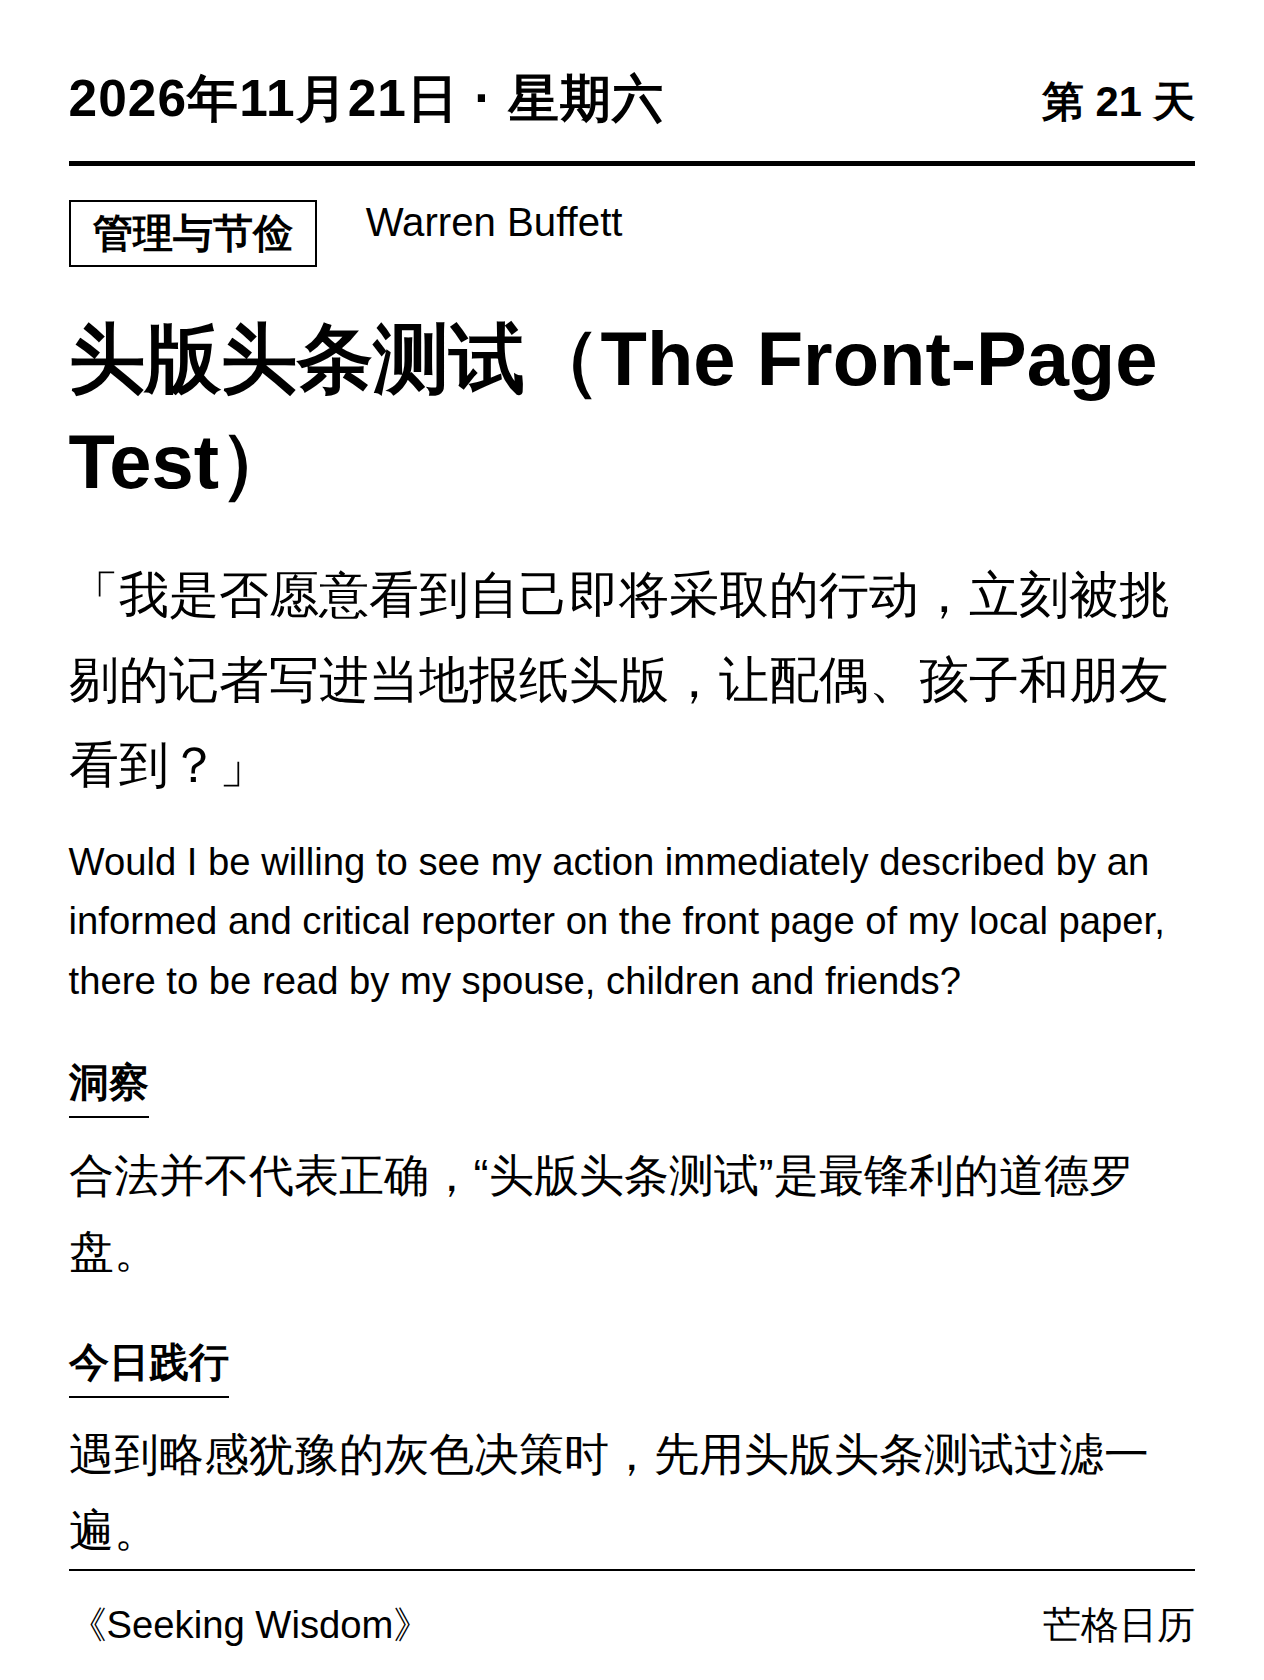 2026年11月21日 · 星期六
第 21 天
管理与节俭
Warren Buffett
头版头条测试（The Front-Page
Test）
「我是否愿意看到自己即将采取的行动，立刻被挑
剔的记者写进当地报纸头版，让配偶、孩子和朋友
看到？」
Would I be willing to see my action immediately described by an
informed and critical reporter on the front page of my local paper,
there to be read by my spouse, children and friends?
洞察
合法并不代表正确，“头版头条测试”是最锋利的道德罗
盘。
今日践行
遇到略感犹豫的灰色决策时，先用头版头条测试过滤一
遍。
《Seeking Wisdom》
芒格日历